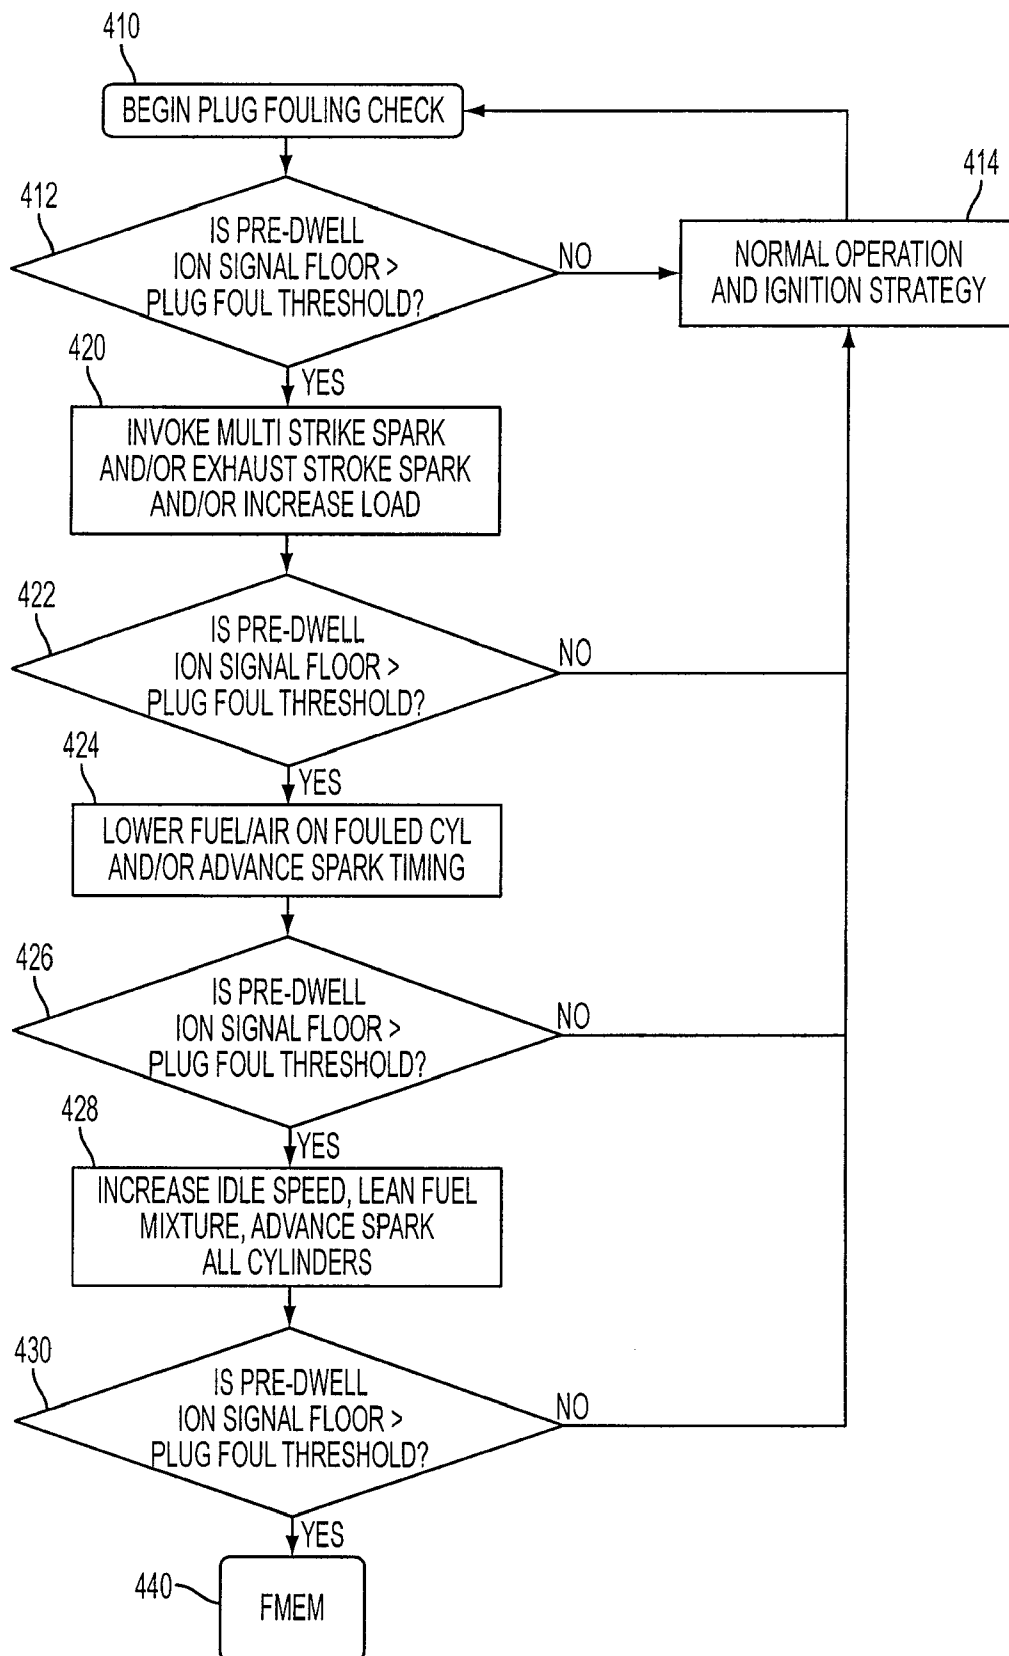 410
BEGIN PLUG FOULING CHECK
412
IS PRE-DWELL
ION SIGNAL FLOOR >
PLUG FOUL THRESHOLD?
NO
414
NORMAL OPERATION
AND IGNITION STRATEGY
YES
420
INVOKE MULTI STRIKE SPARK
AND/OR EXHAUST STROKE SPARK
AND/OR INCREASE LOAD
422
IS PRE-DWELL
ION SIGNAL FLOOR >
PLUG FOUL THRESHOLD?
NO
YES
424
LOWER FUEL/AIR ON FOULED CYL
AND/OR ADVANCE SPARK TIMING
426
IS PRE-DWELL
ION SIGNAL FLOOR >
PLUG FOUL THRESHOLD?
NO
YES
428
INCREASE IDLE SPEED, LEAN FUEL
MIXTURE, ADVANCE SPARK
ALL CYLINDERS
430
IS PRE-DWELL
ION SIGNAL FLOOR >
PLUG FOUL THRESHOLD?
NO
YES
440
FMEM